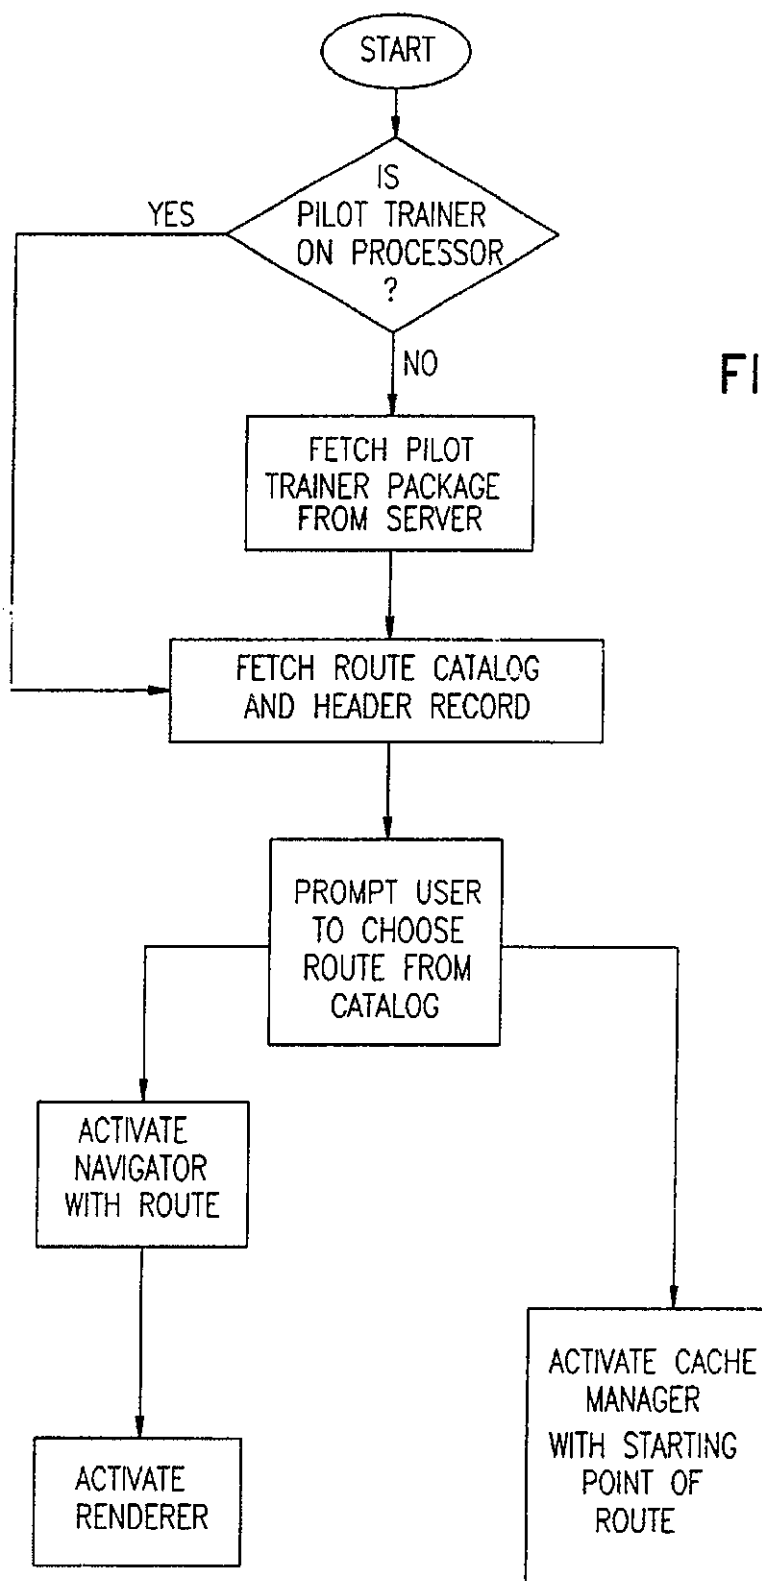 START
IS
PILOT TRAINER
ON PROCESSOR
?
YES
NO
FI
FETCH PILOT
TRAINER PACKAGE
FROM SERVER
FETCH ROUTE CATALOG
AND HEADER RECORD
PROMPT USER
TO CHOOSE
ROUTE FROM
CATALOG
ACTIVATE
NAVIGATOR
WITH ROUTE
ACTIVATE
RENDERER
ACTIVATE CACHE
MANAGER
WITH STARTING
POINT OF
ROUTE